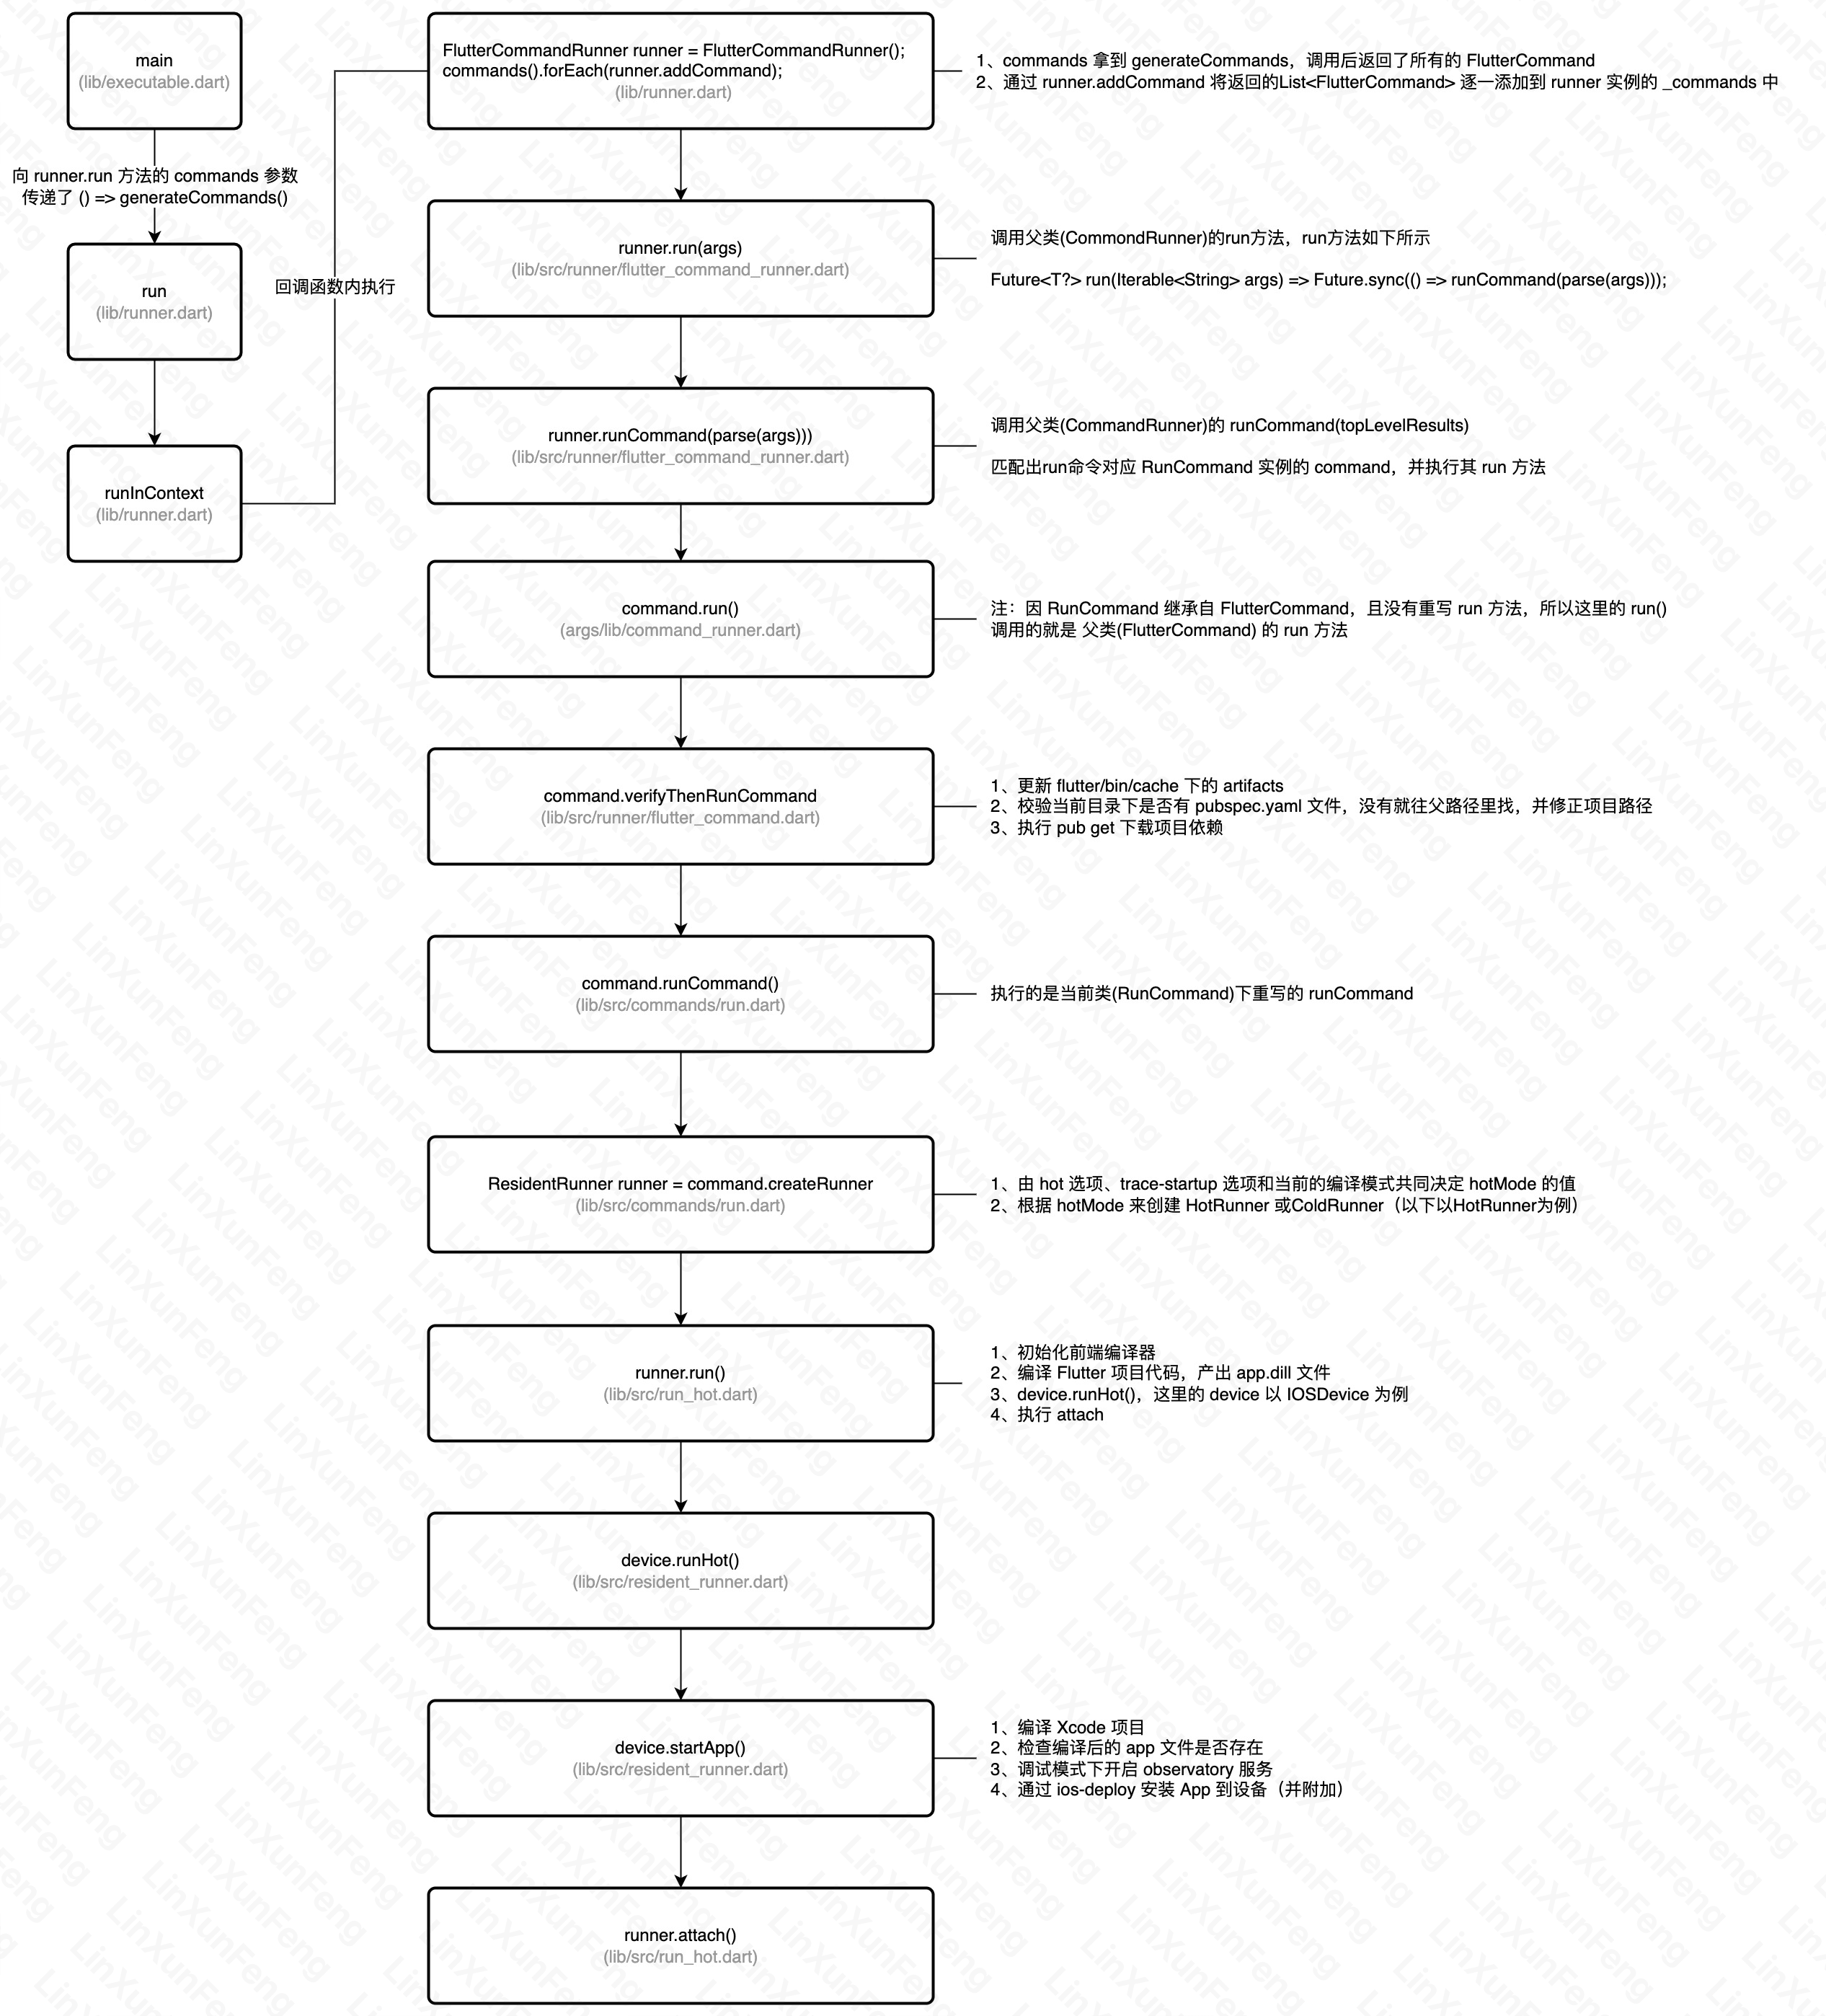 main
(lib/executable.dart)
向 runner.run 方法的 commands 参数
传递了 () => generateCommands()
run
(lib/runner.dart)
runInContext
(lib/runner.dart)
回调函数内执行
FlutterCommandRunner runner = FlutterCommandRunner();
commands().forEach(runner.addCommand);
(lib/runner.dart)
1、commands 拿到 generateCommands，调用后返回了所有的 FlutterCommand
2、通过 runner.addCommand 将返回的List<FlutterCommand> 逐一添加到 runner 实例的 _commands 中
runner.run(args)
(lib/src/runner/flutter_command_runner.dart)
调用父类(CommondRunner)的run方法，run方法如下所示
Future<T?> run(Iterable<String> args) => Future.sync(() => runCommand(parse(args)));
runner.runCommand(parse(args)))
(lib/src/runner/flutter_command_runner.dart)
调用父类(CommandRunner)的 runCommand(topLevelResults)
匹配出run命令对应 RunCommand 实例的 command，并执行其 run 方法
command.run()
(args/lib/command_runner.dart)
注：因 RunCommand 继承自 FlutterCommand，且没有重写 run 方法，所以这里的 run()
调用的就是 父类(FlutterCommand) 的 run 方法
command.verifyThenRunCommand
(lib/src/runner/flutter_command.dart)
1、更新 flutter/bin/cache 下的 artifacts
2、校验当前目录下是否有 pubspec.yaml 文件，没有就往父路径里找，并修正项目路径
3、执行 pub get 下载项目依赖
command.runCommand()
(lib/src/commands/run.dart)
执行的是当前类(RunCommand)下重写的 runCommand
ResidentRunner runner = command.createRunner
(lib/src/commands/run.dart)
1、由 hot 选项、trace-startup 选项和当前的编译模式共同决定 hotMode 的值
2、根据 hotMode 来创建 HotRunner 或ColdRunner（以下以HotRunner为例）
runner.run()
(lib/src/run_hot.dart)
1、初始化前端编译器
2、编译 Flutter 项目代码，产出 app.dill 文件
3、device.runHot()，这里的 device 以 IOSDevice 为例
4、执行 attach
device.runHot()
(lib/src/resident_runner.dart)
device.startApp()
(lib/src/resident_runner.dart)
1、编译 Xcode 项目
2、检查编译后的 app 文件是否存在
3、调试模式下开启 observatory 服务
4、通过 ios-deploy 安装 App 到设备（并附加）
runner.attach()
(lib/src/run_hot.dart)
LinXunFeng